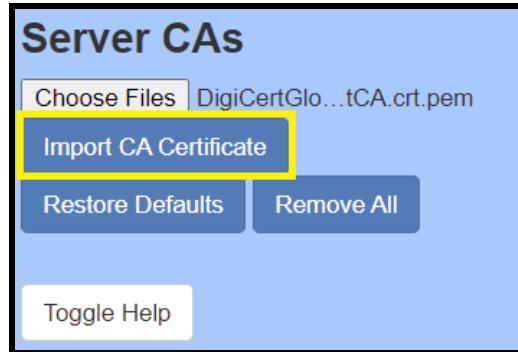 Server CAs
Choose Files DigiCertGlo…tCA.crt.pem
Import CA Certificate
Restore Defaults Remove All
Toggle Help